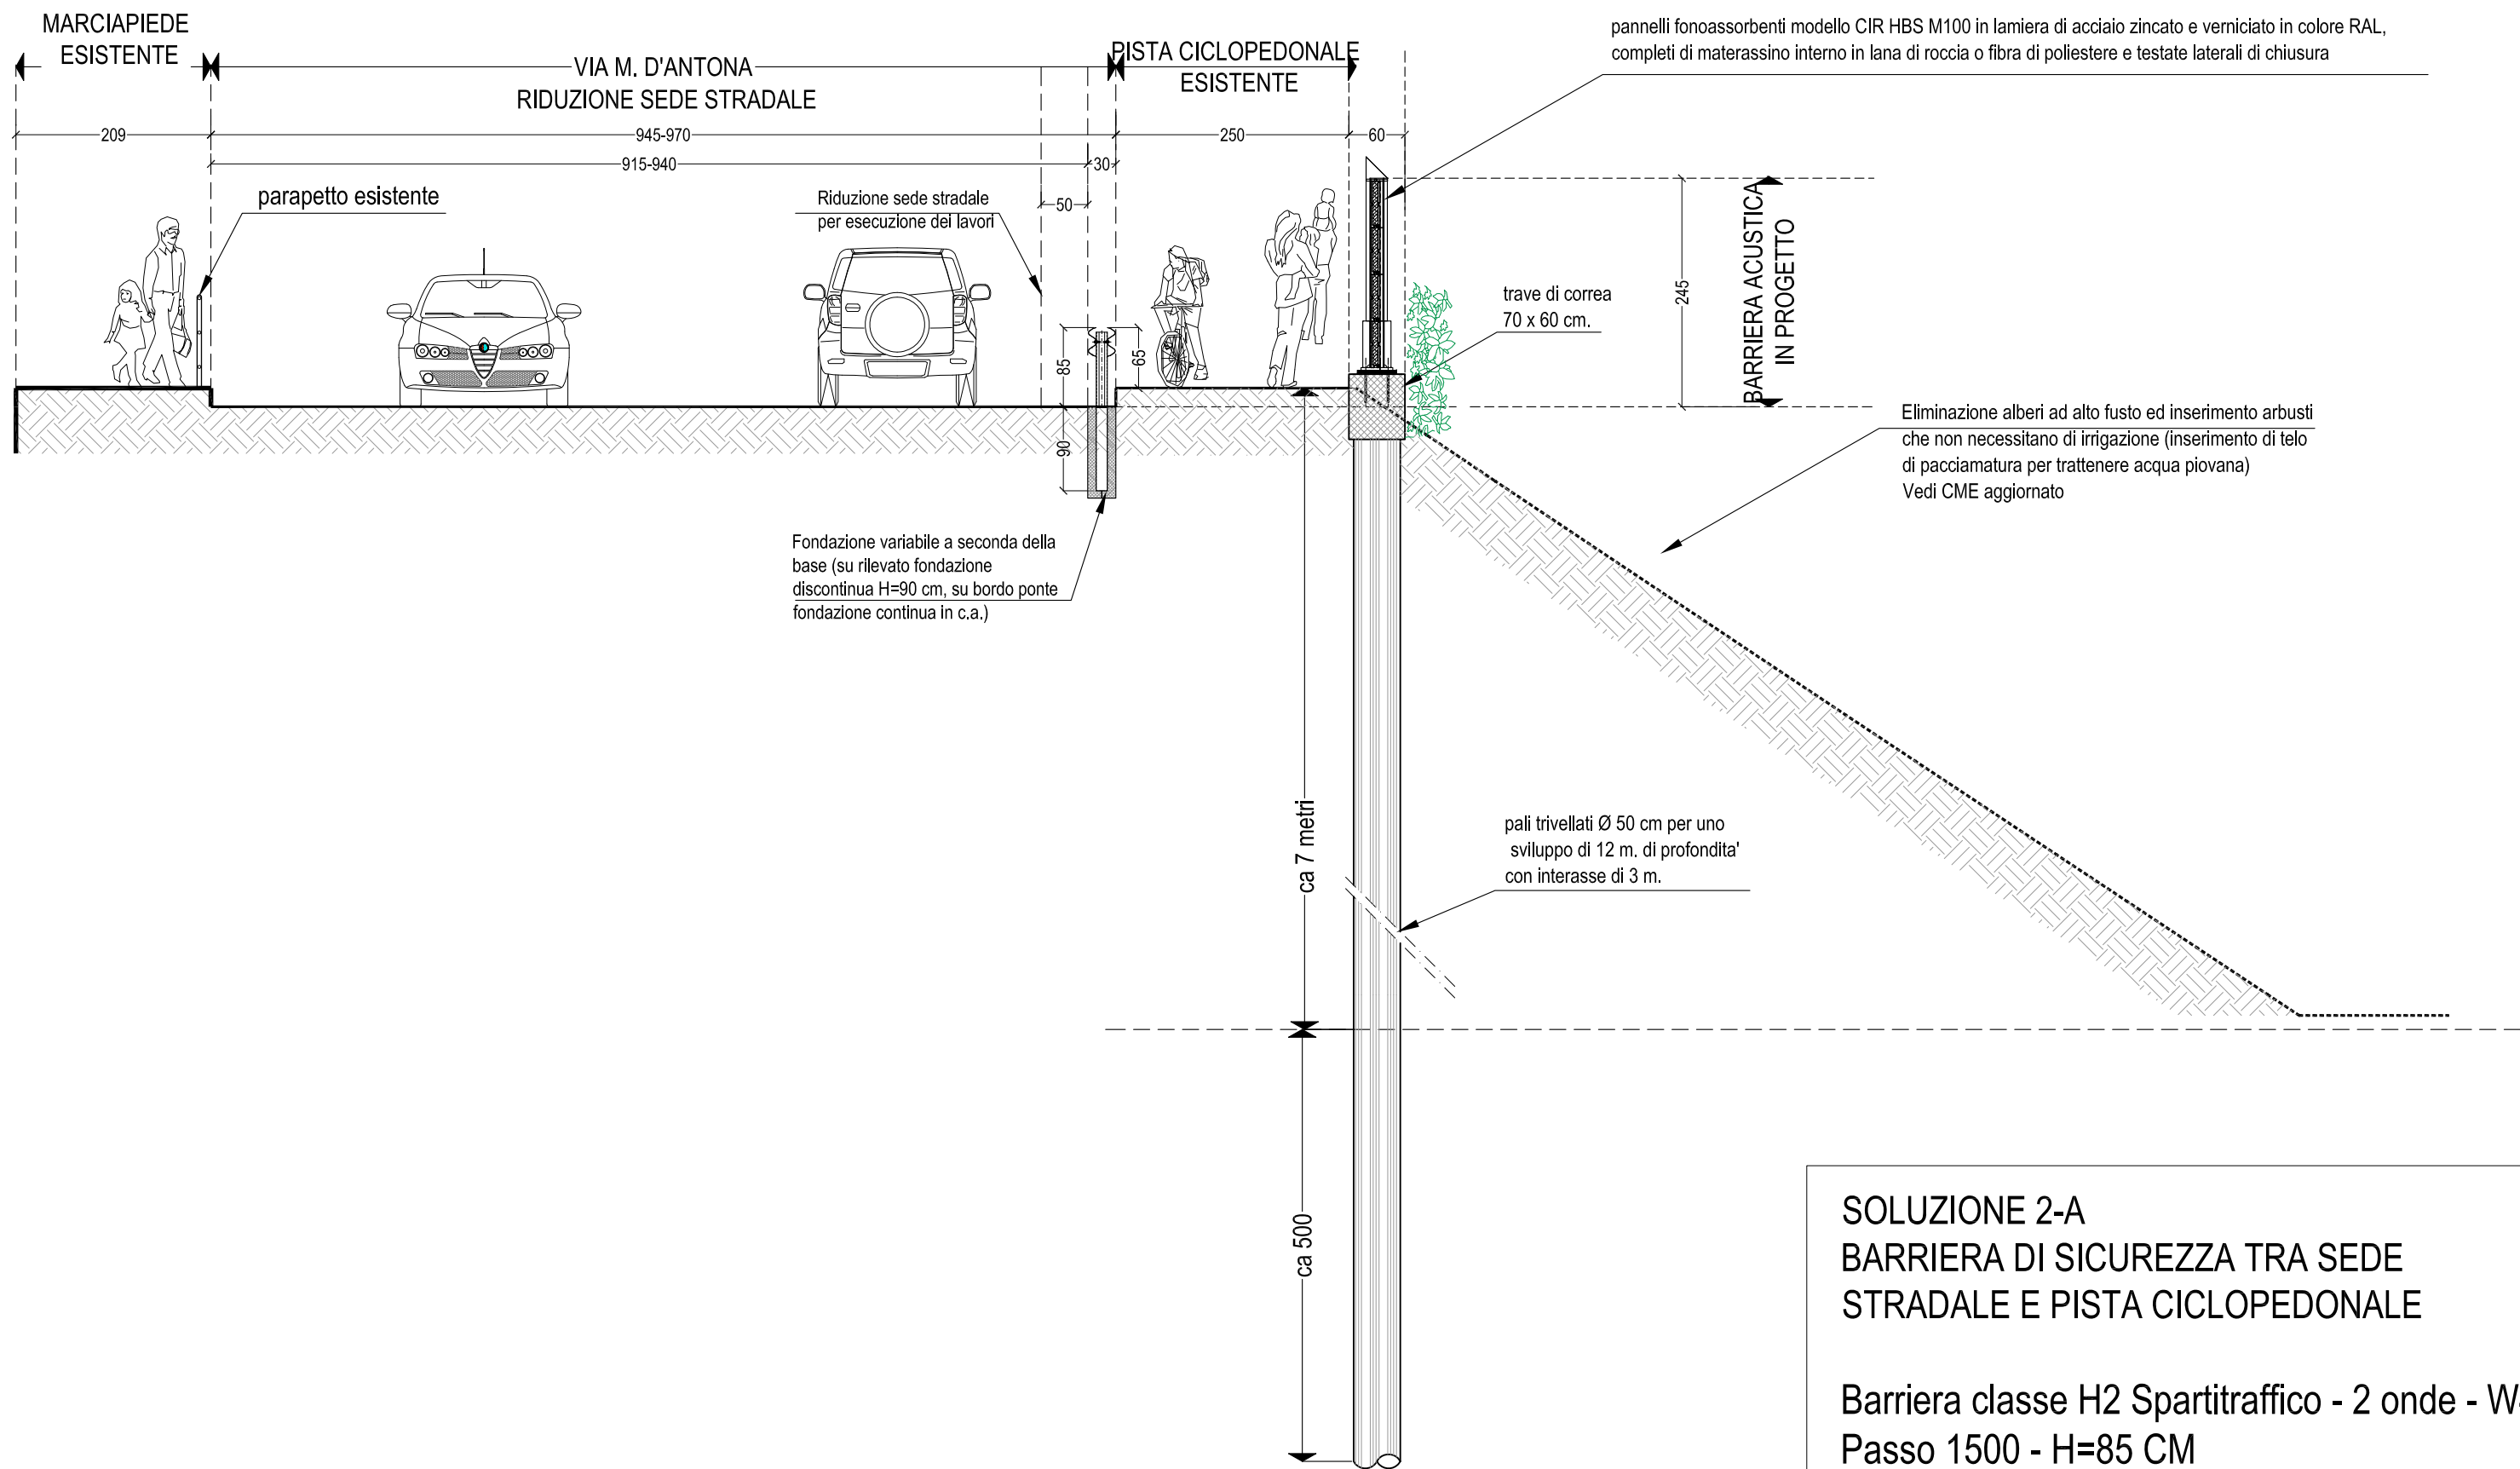 MARCIAPIEDE
ESISTENTE
VIA M. D'ANTONA
RIDUZIONE SEDE STRADALE
PISTA CICLOPEDONALE
ESISTENTE
pannelli fonoassorbenti modello CIR HBS M100 in lamiera di acciaio zincato e verniciato in colore RAL,
completi di materassino interno in lana di roccia o fibra di poliestere e testate laterali di chiusura
209
945-970
250
60
915-940
30
parapetto esistente
Riduzione sede stradale
per esecuzione dei lavori
50
245
BARRIERA ACUSTICA
IN PROGETTO
trave di correa
70 x 60 cm.
85
65
90
Eliminazione alberi ad alto fusto ed inserimento arbusti
che non necessitano di irrigazione (inserimento di telo
di pacciamatura per trattenere acqua piovana)
Vedi CME aggiornato
Fondazione variabile a seconda della
base (su rilevato fondazione
discontinua H=90 cm, su bordo ponte
fondazione continua in c.a.)
ca 7 metri
pali trivellati Ø 50 cm per uno
sviluppo di 12 m. di profondita'
con interasse di 3 m.
ca 500
SOLUZIONE 2-A
BARRIERA DI SICUREZZA TRA SEDE
STRADALE E PISTA CICLOPEDONALE
Barriera classe H2 Spartitraffico - 2 onde -
Passo 1500 - H=85 CM